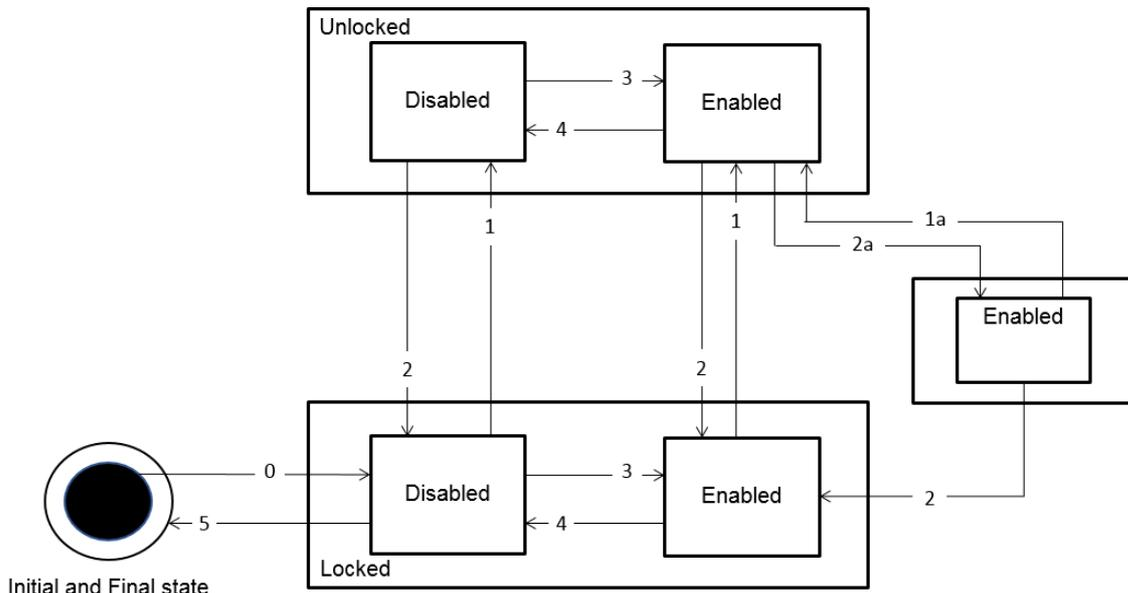 Unlocked
Disabled
3
Enabled
4
1
1
1a
2a
Enabled
2
2
0
Disabled
3
Enabled
2
5
4
Locked
Initial and Final state